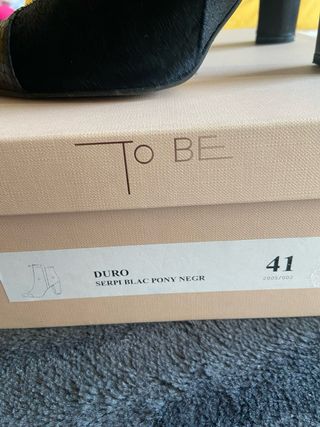 To BE
DURO
SERPI BLAC PONY NEGR
41